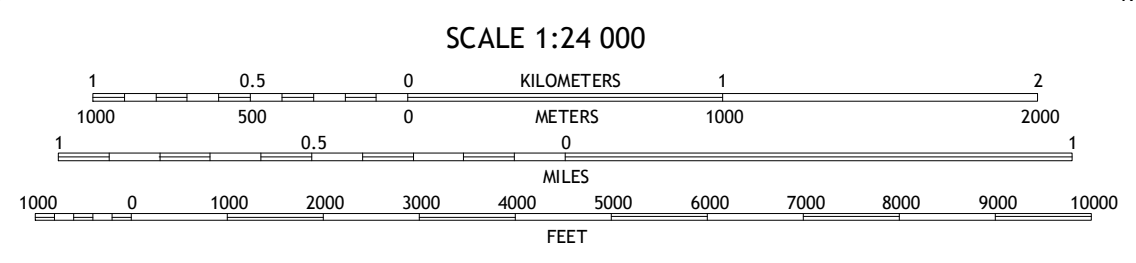 SCALE 1:24 000
1 0.5 0 KILOMETERS 1 2
1000 500 0 METERS 1000 2000
1 0.5 0 1
MILES
1000 0 1000 2000 3000 4000 5000 6000 7000 8000 9000 10000
FEET